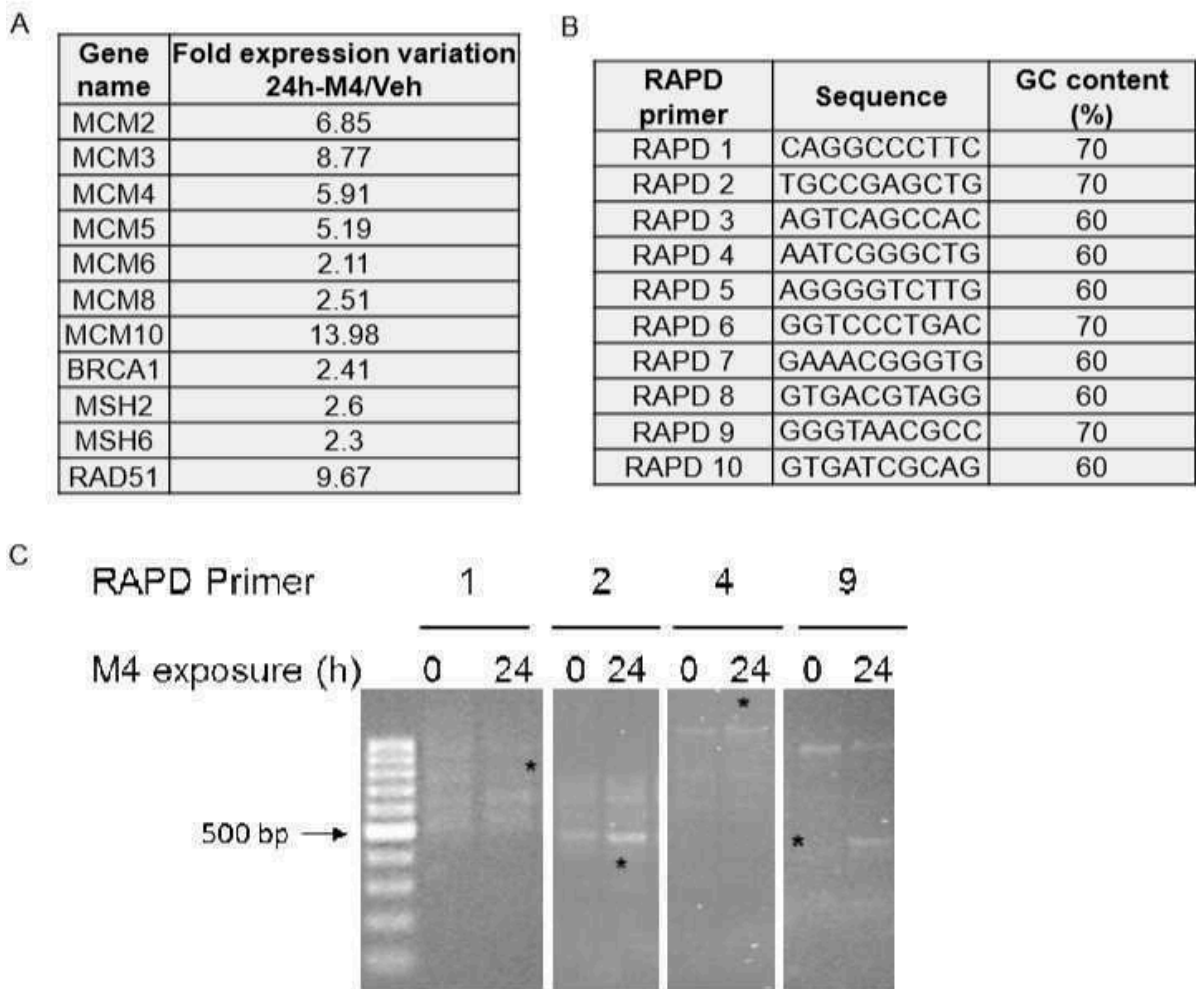 A
Gene name Fold expression variation 24h-M4/Veh
MCM2 6.85
MCM3 8.77
MCM4 5.91
MCM5 5.19
MCM6 2.11
MCM8 2.51
MCM10 13.98
BRCA1 2.41
MSH2 2.6
MSH6 2.3
RAD51 9.67
B
RAPD primer Sequence GC content (%)
RAPD 1 CAGGCCCTTC 70
RAPD 2 TGCCGAGCTG 70
RAPD 3 AGTCAGCCAC 60
RAPD 4 AATCGGGCTG 60
RAPD 5 AGGGGTCTTG 60
RAPD 6 GGTCCCTGAC 70
RAPD 7 GAAACGGGTG 60
RAPD 8 GTGACGTAGG 60
RAPD 9 GGGTAACGCC 70
RAPD 10 GTGATCGCAG 60
C
RAPD Primer 1 2 4 9
M4 exposure (h) 0 24 0 24 0 24 0 24
*
*
500 bp
*
*